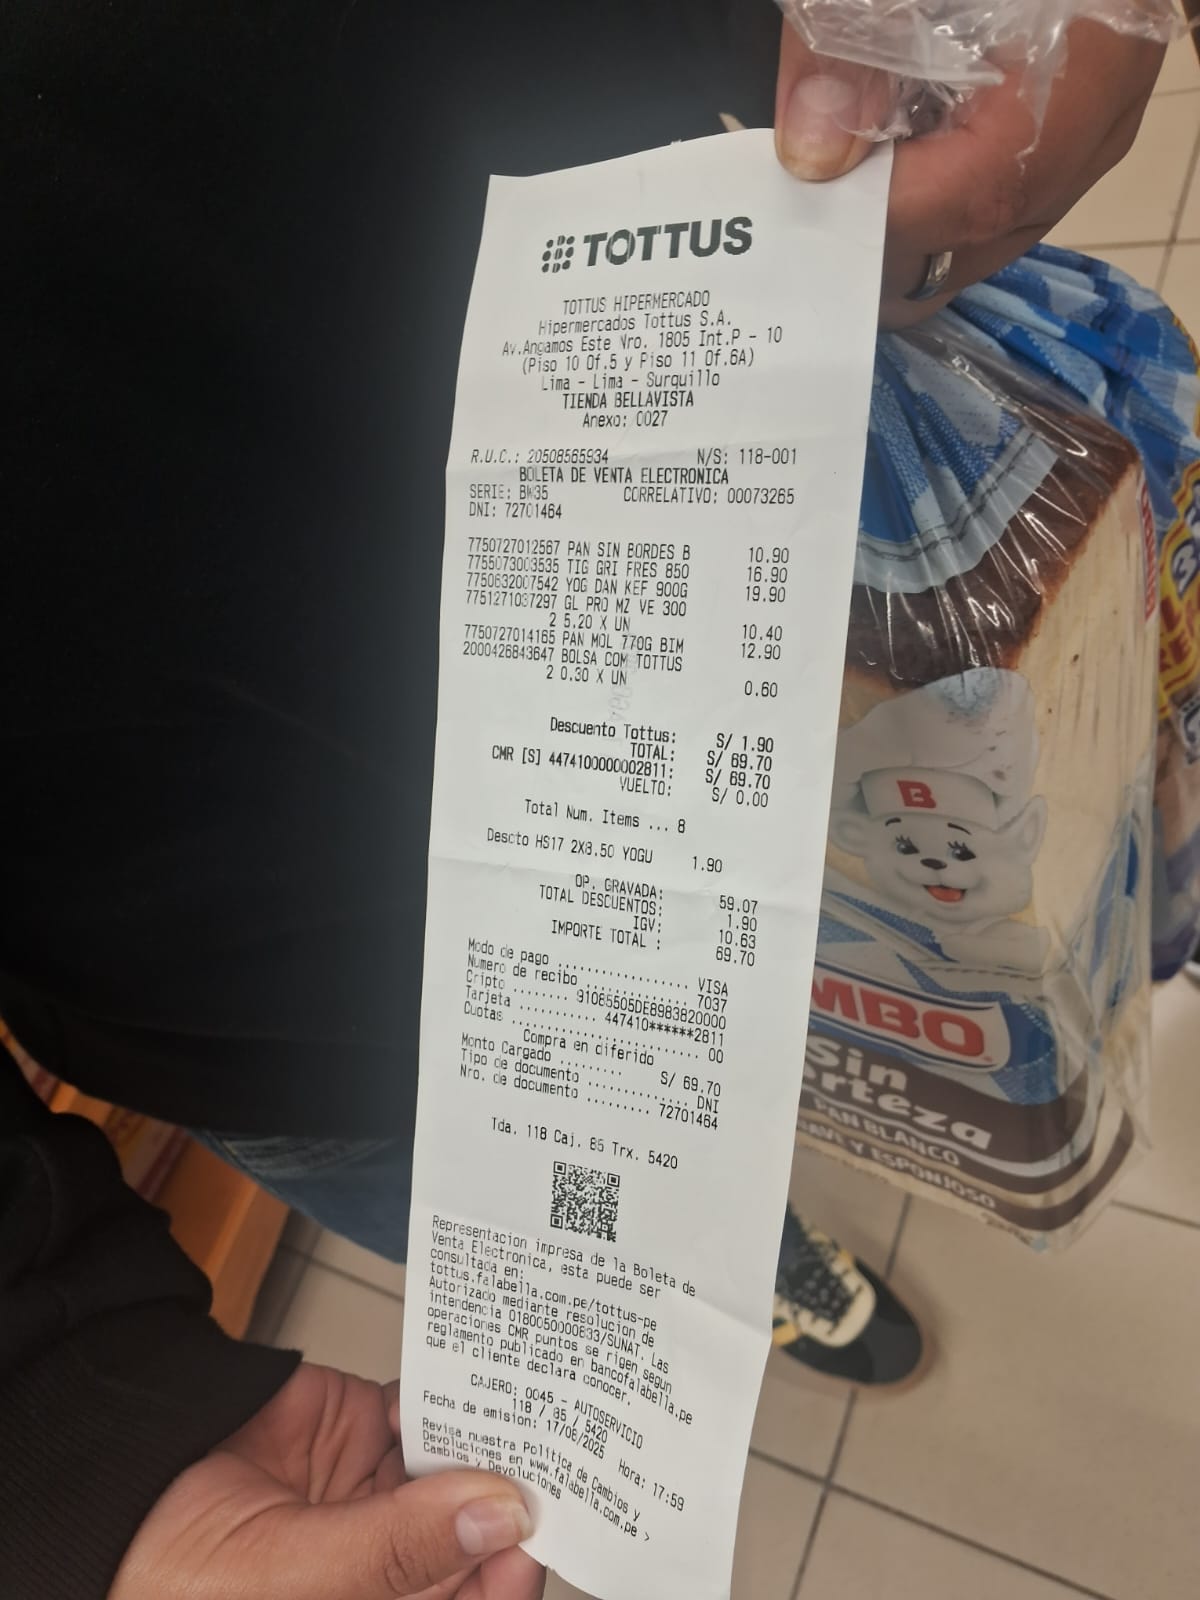 TOTTUS
TOTTUS HIPERMERCADO
Hipermercados Tottus S.A.
Av.Angamos Este Nro. 1805 Int.P - 10
(Piso 10 Of.5 y Piso 11 Of.6A)
Lima - Lima - Surquillo
TIENDA BELLAVISTA
Anexo: 0027
R.U.C.: 20508565934 N/S: 118-001
BOLETA DE VENTA ELECTRONICA
SERIE: BW35 CORRELATIVO: 00073265
DNI: 72701464
7750727012567 PAN SIN BORDES B 10.90
7755073003535 TIG GRI FRES 850 16.90
7750632007542 YOG DAN KEF 900G 19.90
7751271037297 GL PRO MZ VE 300
2 5.20 X UN 10.40
7750727014165 PAN MOL 770G BIM 12.90
2000426843647 BOLSA COM TOTTUS
2 0.30 X UN 0.60
Descuento Tottus: S/ 1.90
TOTAL: S/ 69.70
CMR [S] 4474100000002811: S/ 69.70
VUELTO: S/ 0.00
Total Num. Items ... 8
Descto HS17 2X8.50 YOGU 1.90
OP. GRAVADA: 59.07
TOTAL DESCUENTOS: 1.90
IGV: 10.63
IMPORTE TOTAL : 69.70
Modo de pago ................. VISA
Numero de recibo .............. 7037
Cripto ........ 91085505DE8983820000
Tarjeta ........... 447410******2811
Cuotas ........................ 00
Compra en diferido
Monto Cargado ......... S/ 69.70
Tipo de documento ............. DNI
Nro. de documento ......... 72701464
Tda. 118 Caj. 85 Trx. 5420
Representacion impresa de la Boleta de
Venta Electronica, esta puede ser
consultada en:
tottus.falabella.com.pe/tottus-pe
Autorizado mediante resolucion de
intendencia 0180050000833/SUNAT. Las
operaciones CMR puntos se rigen segun
reglamento publicado en bancofalabella.pe
que el cliente declara conocer.
CAJERO: 0045 - AUTOSERVICIO
118 / 85 / 5420
Fecha de emision: 17/06/2025 Hora: 17:59
Revisa nuestra Politica de Cambios y
Devoluciones en www.falabella.com.pe >
Cambios y Devoluciones
B
MBO
Sin
orteza
PAN BLANCO
SUAVE Y ESPONJOSO